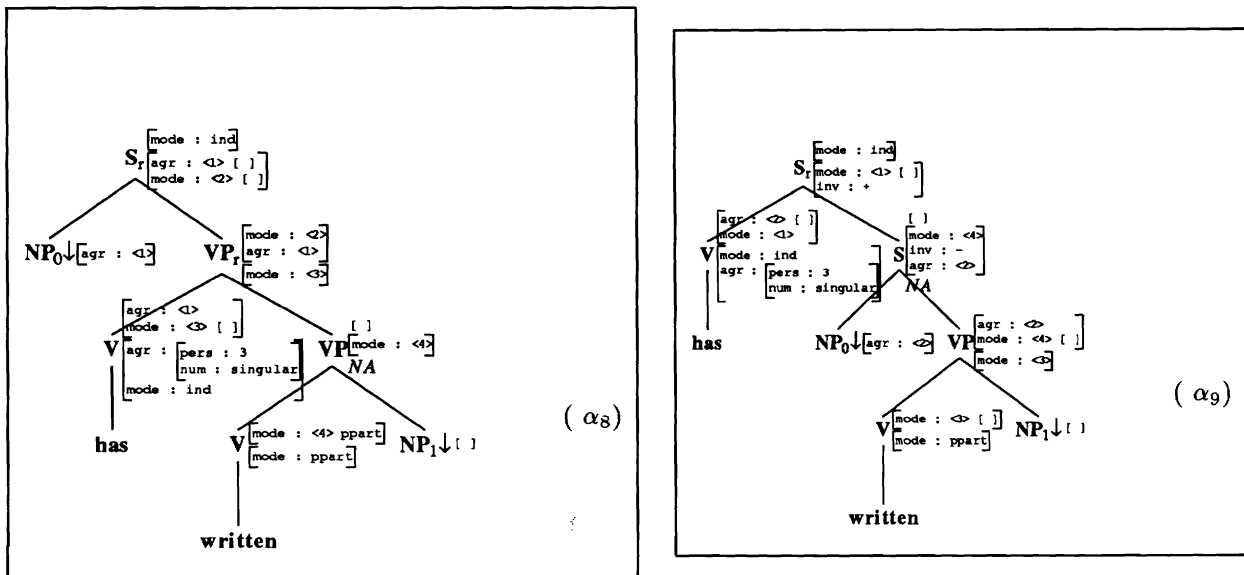 [mode : ind]
S_r [agr : <1> [ ]
mode : <2> [ ]]
NP_0↓ [agr : <1>]
VP_r [mode : <2>
agr : <1>]
[mode : <3>]
[agr : <1>
mode : <3> [ ]]
V [agr : [pers : 3
num : singular]
mode : ind]
[ ]
VP [mode : <4>]
NA
has
V [mode : <4> ppart]
[mode : ppart]
NP_1↓ [ ]
written
( α_8)
[mode : ind]
S_r [mode : <1> [ ]
inv : +]
[agr : <2> [ ]
mode : <1>]
V [mode : ind
agr : [pers : 3
num : singular]]
[ ]
S [mode : <4>
inv : -
agr : <2>]
NA
has
NP_0↓ [agr : <2>]
VP [agr : <2>
mode : <4> [ ]]
[mode : <3>]
V [mode : <3> [ ]]
[mode : ppart]
NP_1↓ [ ]
written
( α_9)